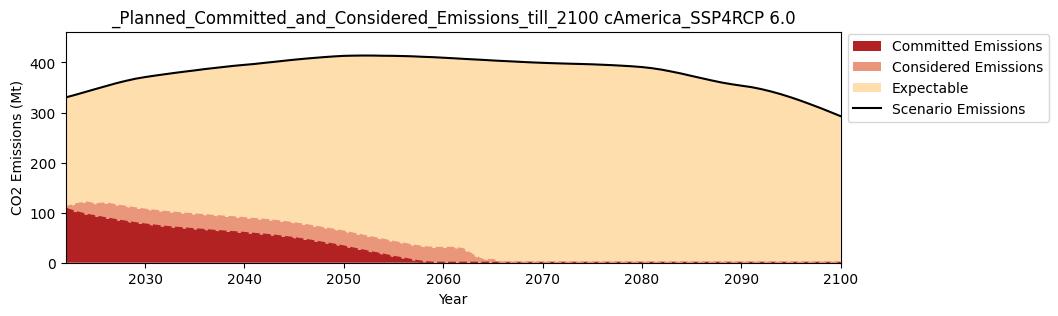 _Planned_Committed_and_Considered_Emissions_till_2100 cAmerica_SSP4RCP 6.0
CO2 Emissions (Mt)
400
300
200
100
0
2030 2040 2050 2060 2070 2080 2090 2100
Year
Committed Emissions
Considered Emissions
Expectable
Scenario Emissions